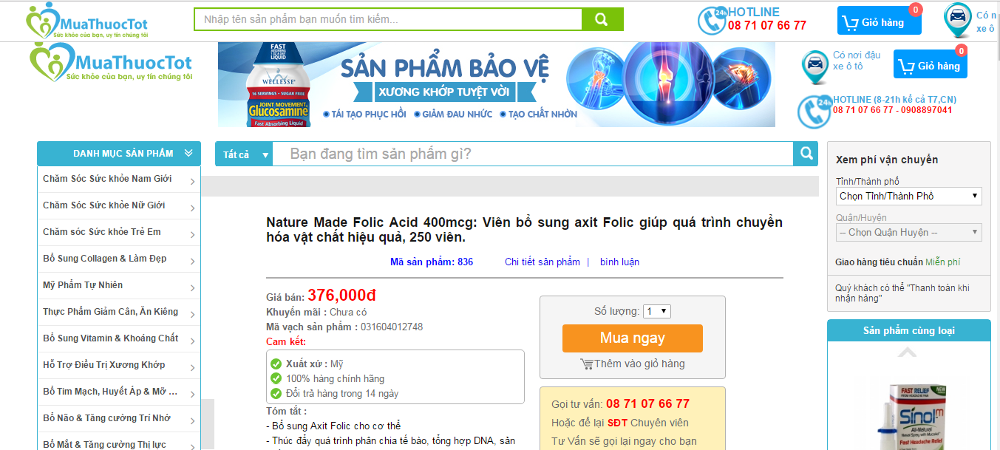 MuaThuocTot
Sức khỏe của bạn, uy tín chúng tôi
Nhập tên sản phẩm bạn muốn tìm kiếm...
24h
HOTLINE
08 71 07 66 77
Giỏ hàng
0
Có n
xe ô
MuaThuocTot
Sức khỏe của bạn, uy tín chúng tôi
FAST
ABSORBING
1 OZ A DAY
LIQUID
WELLESSE
16 SERVINGS • SUGAR FREE
JOINT MOVEMENT
Glucosamine
Fast Absorbing Liquid
SẢN PHẨM BẢO VỆ
XƯƠNG KHỚP TUYỆT VỜI
TÁI TẠO PHỤC HỒI
GIẢM ĐAU NHỨC
TẠO CHẤT NHỜN
Có nơi đậu
xe ô tô
Giỏ hàng
0
24h
HOTLINE (8-21h kể cả T7,CN)
08 71 07 66 77 - 0908897041
DANH MỤC SẢN PHẨM
Chăm Sóc Sức khỏe Nam Giới
Chăm Sóc Sức khỏe Nữ Giới
Chăm sóc Sức khỏe Trẻ Em
Bổ Sung Collagen & Làm Đẹp
Mỹ Phẩm Tự Nhiên
Thực Phẩm Giảm Cân, Ăn Kiêng
Bổ Sung Vitamin & Khoáng Chất
Hỗ Trợ Điều Trị Xương Khớp
Bổ Tim Mạch, Huyết Áp & Mỡ ...
Bổ Não & Tăng cường Trí Nhớ
Bổ Mắt & Tăng cường Thị lực
Tất cả
Bạn đang tìm sản phẩm gì?
Nature Made Folic Acid 400mcg: Viên bổ sung axit Folic giúp quá trình chuyển
hóa vật chất hiệu quả, 250 viên.
Mã sản phẩm: 836
Chi tiết sản phẩm | bình luận
Giá bán: 376,000đ
Khuyến mãi : Chưa có
Mã vạch sản phẩm : 031604012748
Cam kết:
Xuất xứ : Mỹ
100% hàng chính hãng
Đổi trả hàng trong 14 ngày
Tóm tắt :
- Bổ sung Axit Folic cho cơ thể
- Thúc đẩy quá trình phân chia tế bào, tổng hợp DNA, sản
Số lượng: 1
Mua ngay
Thêm vào giỏ hàng
Gọi tư vấn: 08 71 07 66 77
Hoặc để lại SĐT Chuyên viên
Tư Vấn sẽ gọi lại ngay cho bạn
Xem phí vận chuyển
Tỉnh/Thành phố
Chọn Tỉnh/Thành Phố
Quận/Huyện
-- Chọn Quận Huyện --
Giao hàng tiêu chuẩn Miễn phí
Quý khách có thể "Thanh toán khi
nhận hàng"
Sản phẩm cùng loại
FAST RELIEF
NEW
Sinol m
All-Natural
Fast Headache Relief